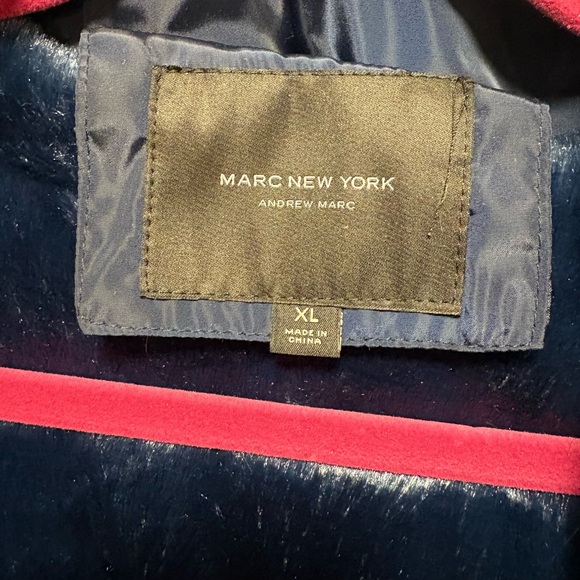 MARC NEW YORK
ANDREW MARC
XL
MADE IN
CHINA